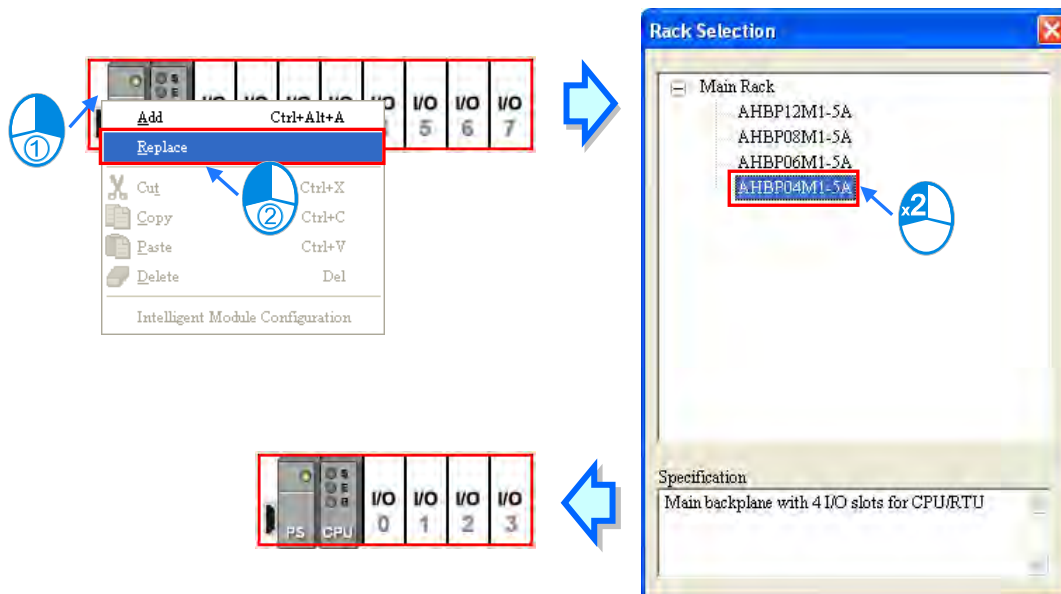 Rack Selection
Main Rack
AHBP12M1-5A
AHBP08M1-5A
AHBP06M1-5A
AHBP04M1-5A
x2
Specification
Main backplane with 4 I/O slots for CPU/RTU
I/O I/O I/O
5 6 7
1
Add Ctrl+Alt+A
Replace
2
Cut Ctrl+X
Copy Ctrl+C
Paste Ctrl+V
Delete Del
Intelligent Module Configuration
S
E
B
PS CPU
I/O I/O I/O I/O
0 1 2 3